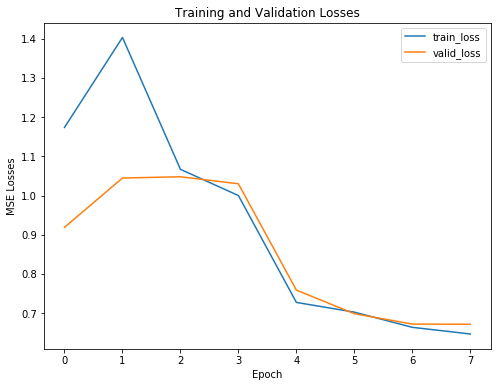 Training and Validation Losses
train_loss
valid_loss
MSE Losses
1.4
1.3
1.2
1.1
1.0
0.9
0.8
0.7
0 1 2 3 4 5 6 7
Epoch